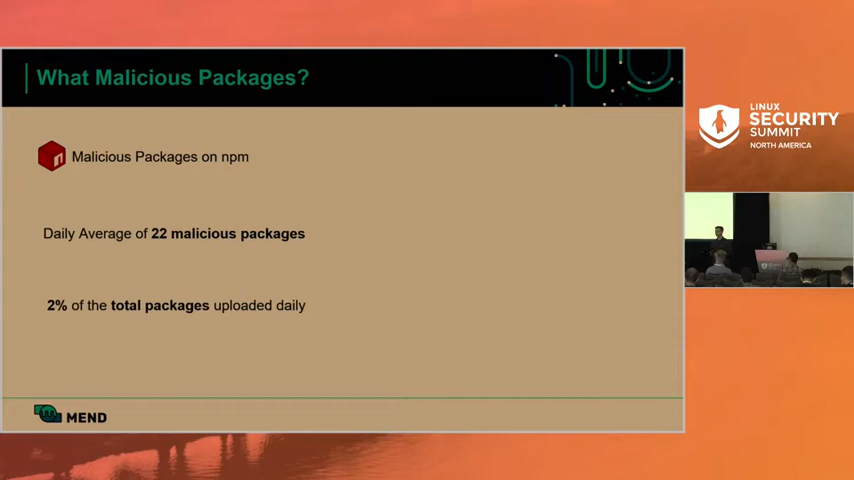 What Malicious Packages?
Malicious Packages on npm
Daily Average of 22 malicious packages
2% of the total packages uploaded daily
MEND
LINUX
SECURITY
SUMMIT
NORTH AMERICA